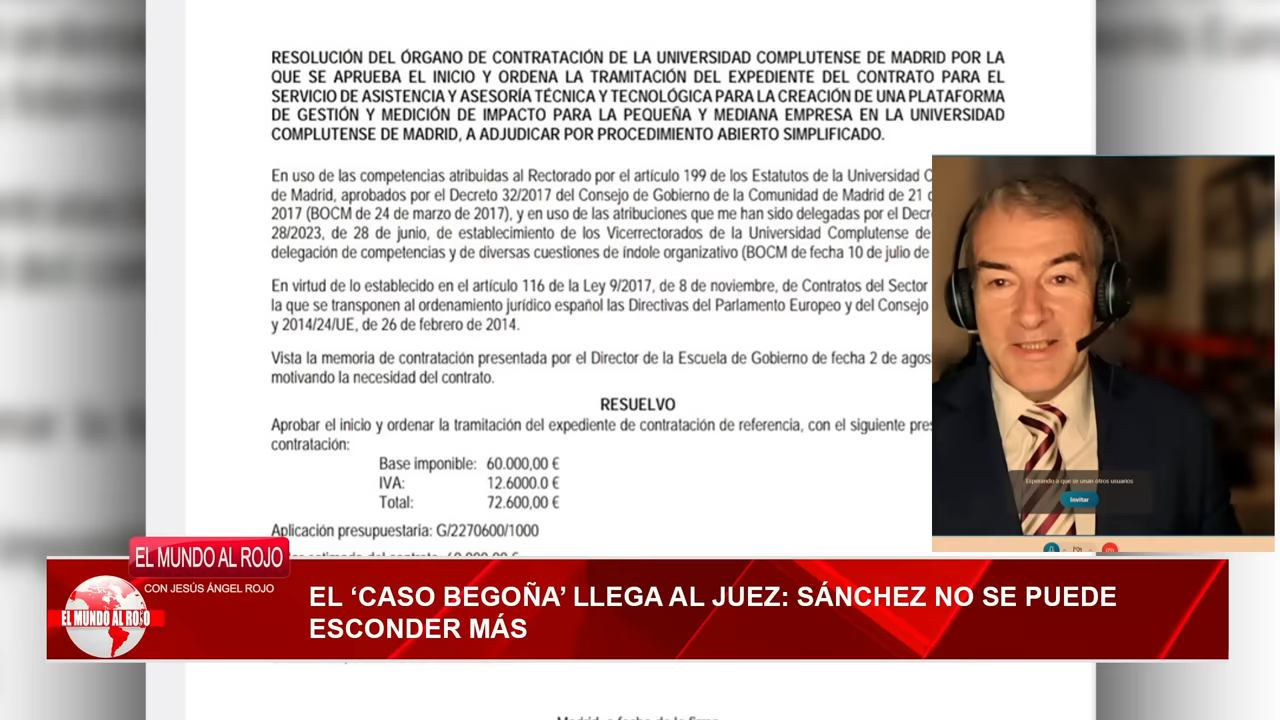 RESOLUCIÓN DEL ÓRGANO DE CONTRATACIÓN DE LA UNIVERSIDAD COMPLUTENSE DE MADRID POR LA
QUE SE APRUEBA EL INICIO Y ORDENA LA TRAMITACIÓN DEL EXPEDIENTE DEL CONTRATO PARA EL
SERVICIO DE ASISTENCIA Y ASESORÍA TÉCNICA Y TECNOLÓGICA PARA LA CREACIÓN DE UNA PLATAFORMA
DE GESTIÓN Y MEDICIÓN DE IMPACTO PARA LA PEQUEÑA Y MEDIANA EMPRESA EN LA UNIVERSIDAD
COMPLUTENSE DE MADRID, A ADJUDICAR POR PROCEDIMIENTO ABIERTO SIMPLIFICADO.
En uso de las competencias atribuidas al Rectorado por el artículo 199 de los Estatutos de la Universidad C
de Madrid, aprobados por el Decreto 32/2017 del Consejo de Gobierno de la Comunidad de Madrid de 21 d
2017 (BOCM de 24 de marzo de 2017), y en uso de las atribuciones que me han sido delegadas por el Decr
28/2023, de 28 de junio, de establecimiento de los Vicerrectorados de la Universidad Complutense de
delegación de competencias y de diversas cuestiones de índole organizativo (BOCM de fecha 10 de julio de
En virtud de lo establecido en el artículo 116 de la Ley 9/2017, de 8 de noviembre, de Contratos del Sector
la que se transponen al ordenamiento jurídico español las Directivas del Parlamento Europeo y del Consejo
y 2014/24/UE, de 26 de febrero de 2014.
Vista la memoria de contratación presentada por el Director de la Escuela de Gobierno de fecha 2 de agos
motivando la necesidad del contrato.
RESUELVO
Aprobar el inicio y ordenar la tramitación del expediente de contratación de referencia, con el siguiente pres
contratación:
Base imponible: 60.000,00 €
IVA: 12.6000.0 €
Total: 72.600,00 €
Aplicación presupuestaria: G/2270600/1000
Esperando a que se unan otros usuarios
Invitar
EL MUNDO AL ROJO
CON JESÚS ÁNGEL ROJO
EL MUNDO AL ROJO
EL ‘CASO BEGOÑA’ LLEGA AL JUEZ: SÁNCHEZ NO SE PUEDE
ESCONDER MÁS